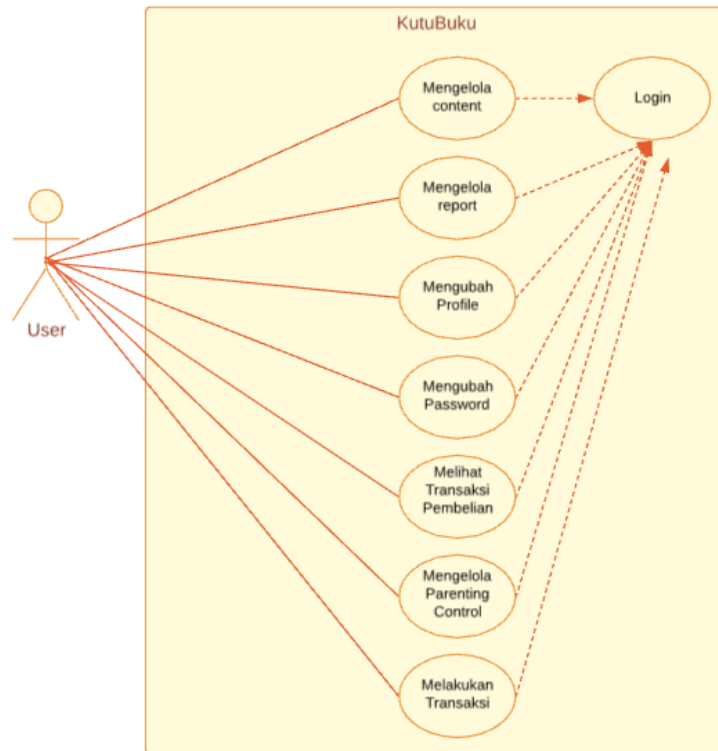 KutuBuku
Mengelola
content
Login
Mengelola
report
Mengubah
Profile
User
Mengubah
Password
Melihat
Transaksi
Pembelian
Mengelola
Parenting
Control
Melakukan
Transaksi